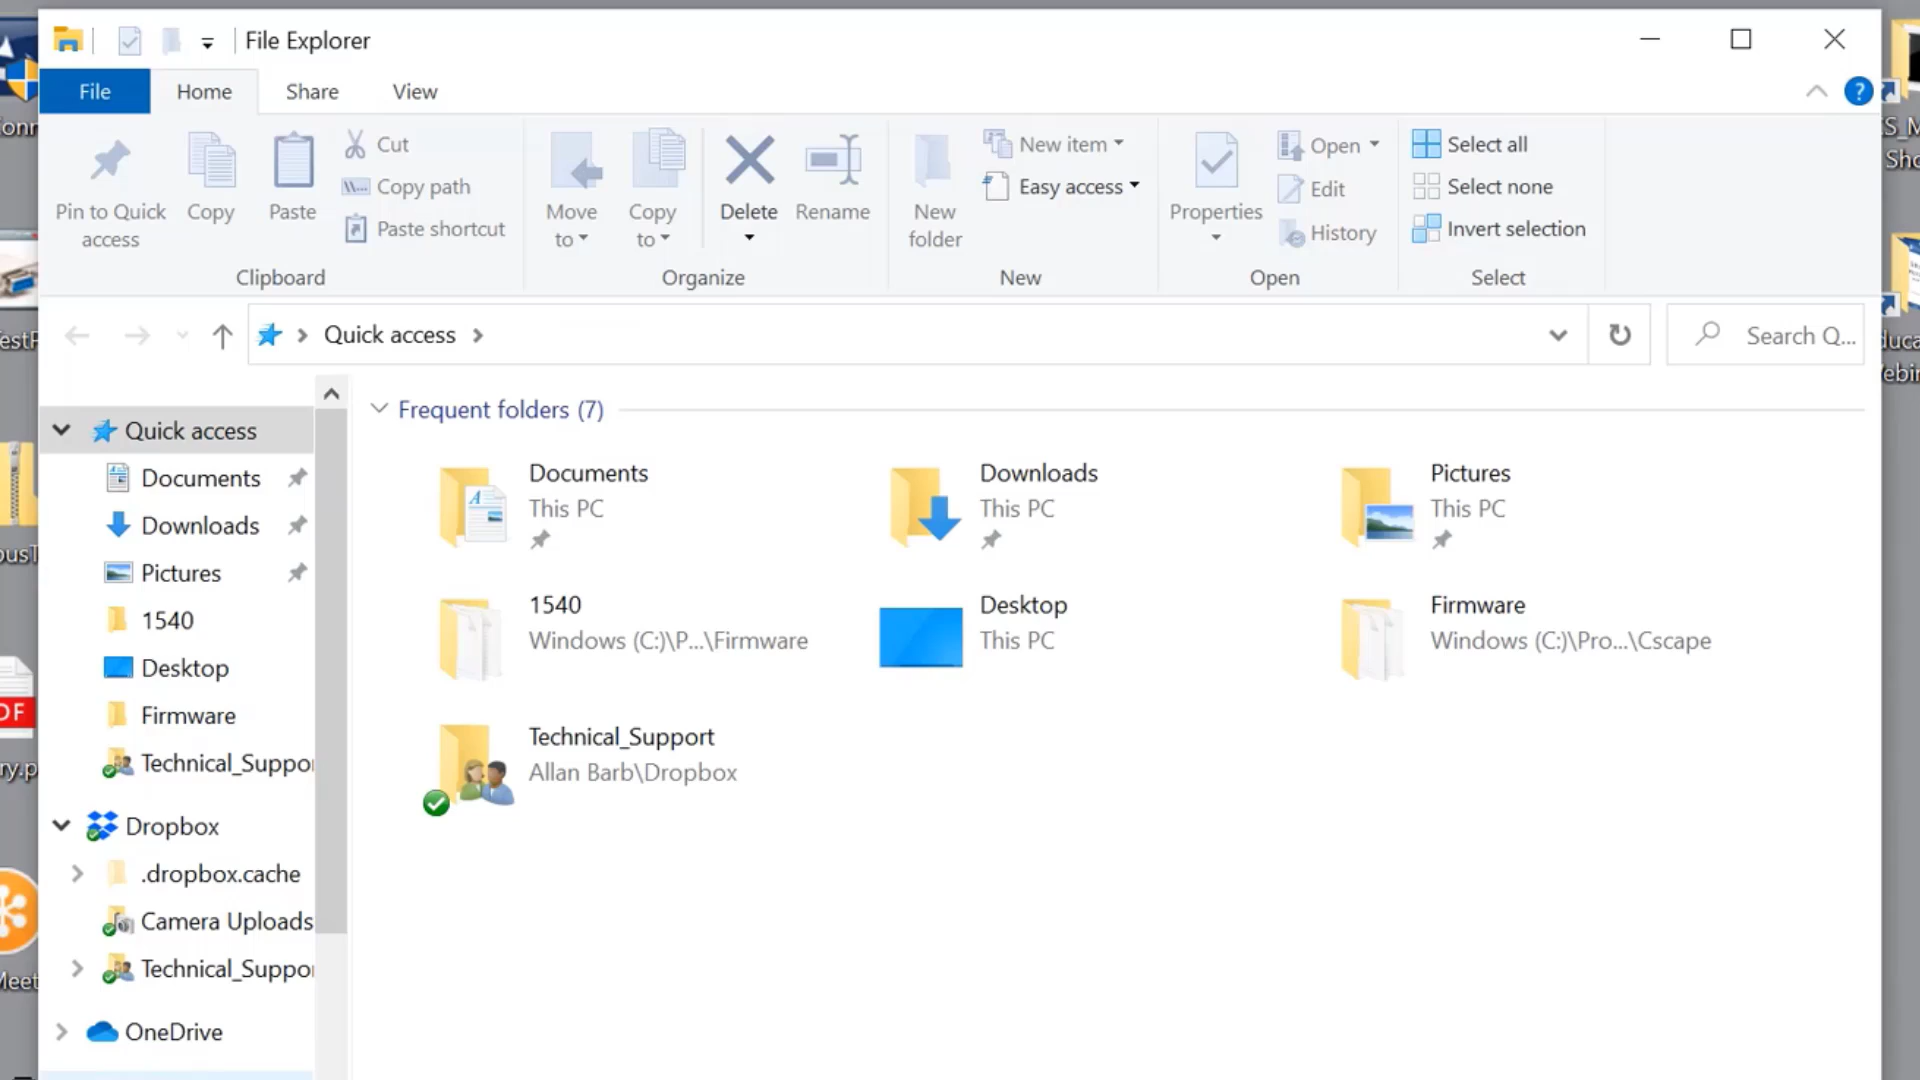 File Explorer
File
Home
Share
View
Pin to Quick access
Copy
Paste
Cut
Copy path
Paste shortcut
Clipboard
Move to
Copy to
Delete
Rename
Organize
New folder
New item
Easy access
New
Properties
Open
Edit
History
Open
Select all
Select none
Invert selection
Select
Quick access
Search Q...
Quick access
Documents
Downloads
Pictures
1540
Desktop
Firmware
Technical_Suppo
Dropbox
.dropbox.cache
Camera Uploads
Technical_Suppo
OneDrive
Frequent folders (7)
Documents
This PC
Downloads
This PC
Pictures
This PC
1540
Windows (C:)\P...\Firmware
Desktop
This PC
Firmware
Windows (C:)\Pro...\Cscape
Technical_Support
Allan Barb\Dropbox